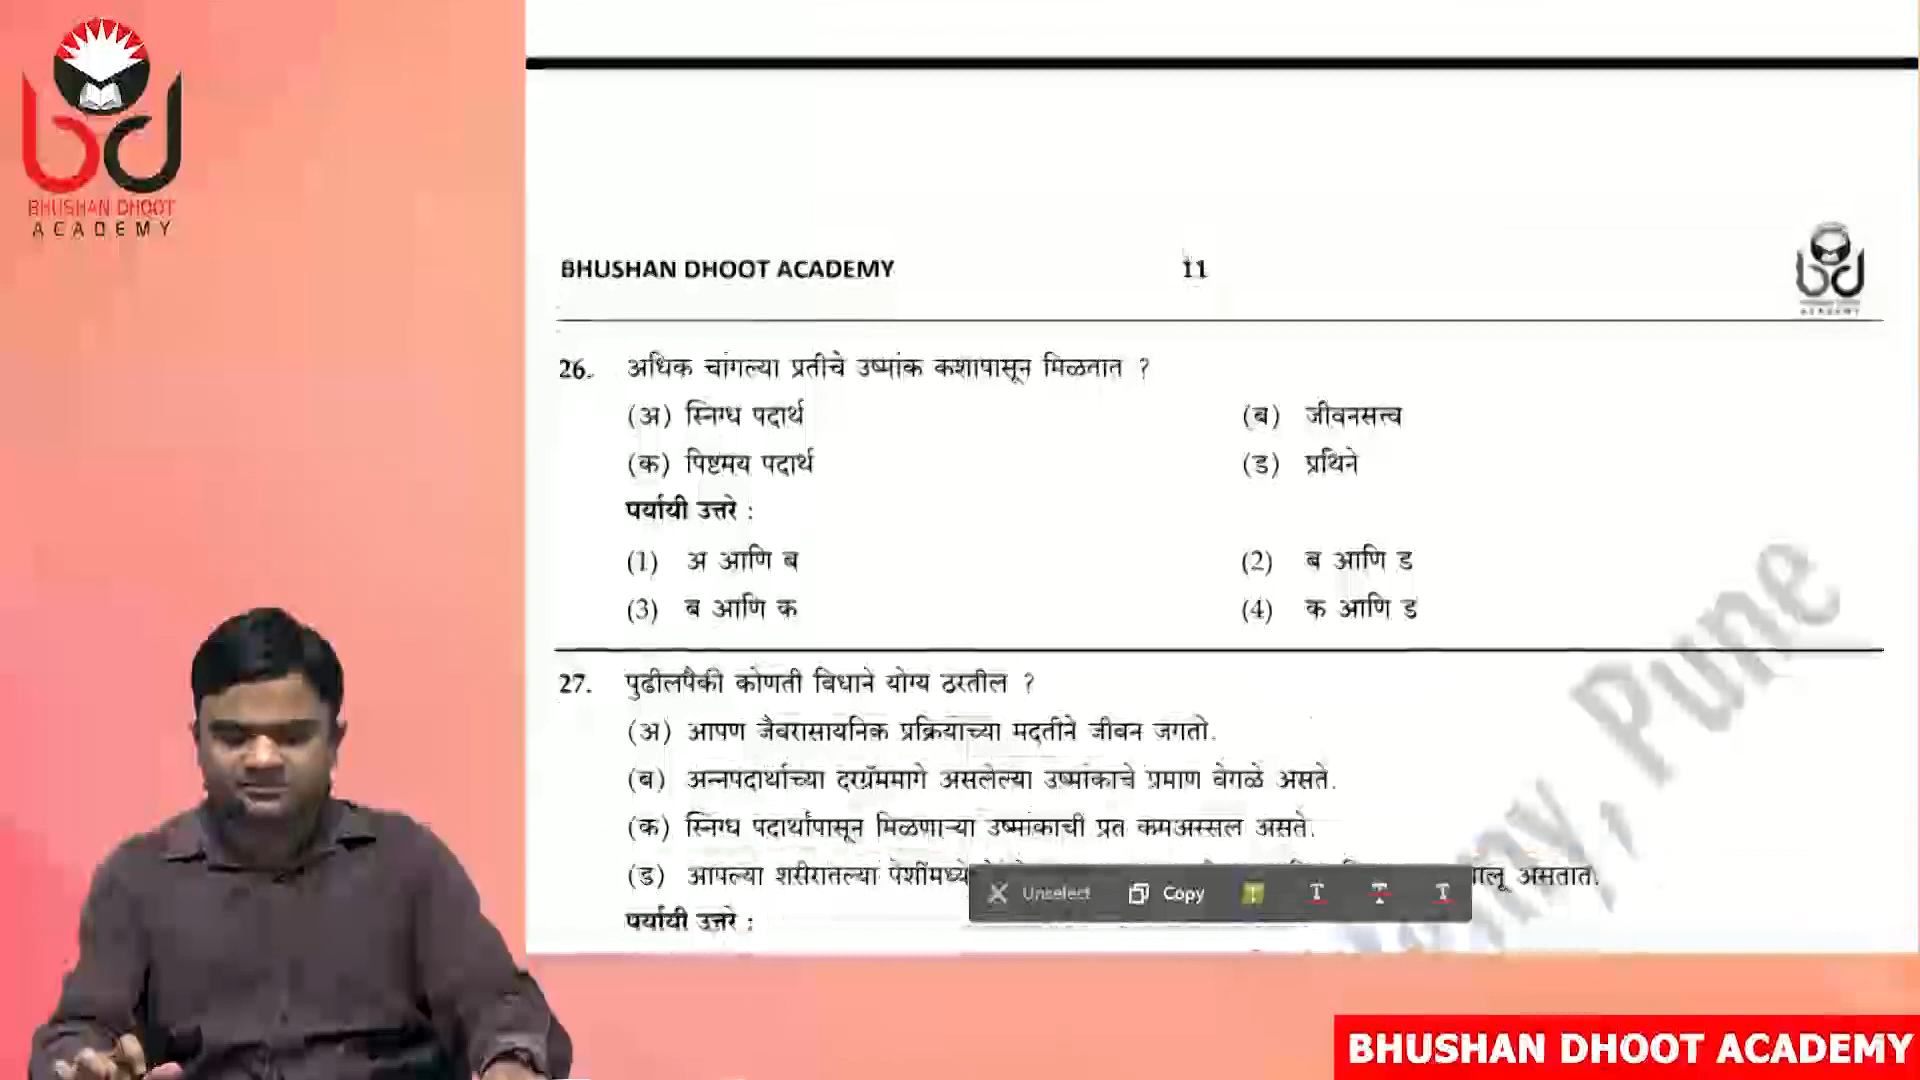 BHUSHAN DHOOT
ACADEMY
BHUSHAN DHOOT ACADEMY 11
26. अधिक चांगल्या प्रतीचे उष्मांक कशापासून मिळतात ?
(अ) स्निग्ध पदार्थ (ब) जीवनसत्त्व
(क) पिष्टमय पदार्थ (ड) प्रथिने
पर्यायी उत्तरे :
(1) अ आणि ब (2) ब आणि ड
(3) ब आणि क (4) क आणि ड
27. पुढीलपैकी कोणती विधाने योग्य ठरतील ?
(अ) आपण जैवरासायनिक प्रक्रियाच्या मदतीने जीवन जगतो.
(ब) अन्नपदार्थाच्या दरग्रॅममागे असलेल्या उष्मांकाचे प्रमाण वेगळे असते.
(क) स्निग्ध पदार्थांपासून मिळणाऱ्या उष्मांकाची प्रत कमअस्सल असते.
(ड) आपल्या शरीरातल्या पेशींमध्ये असतात.
Unselect Copy
पर्यायी उत्तरे :
Pune
BHUSHAN DHOOT ACADEMY